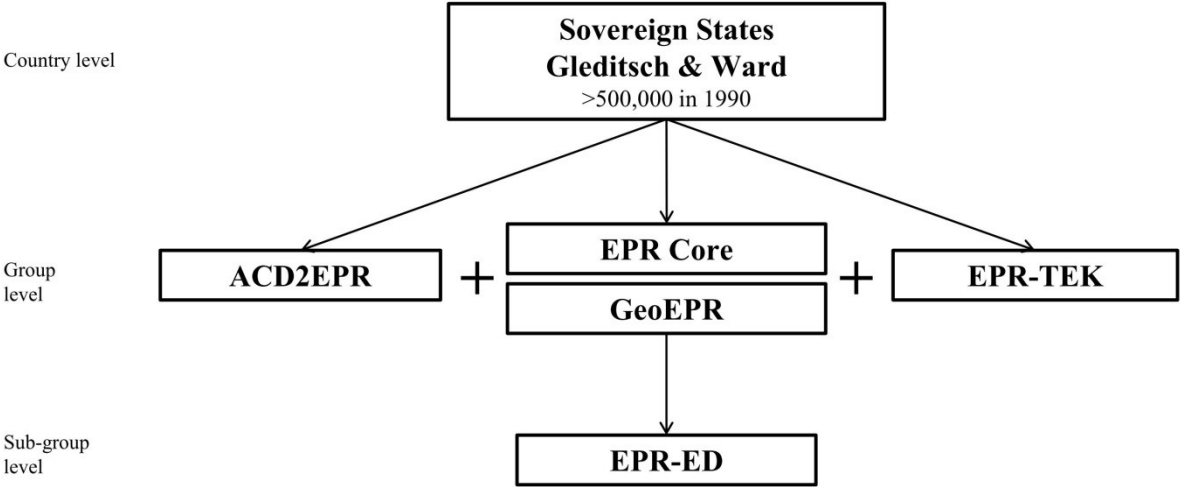 Country level
Sovereign States
Gleditsch & Ward
>500,000 in 1990
Group
level
ACD2EPR
+
EPR Core
GeoEPR
+
EPR-TEK
Sub-group
level
EPR-ED